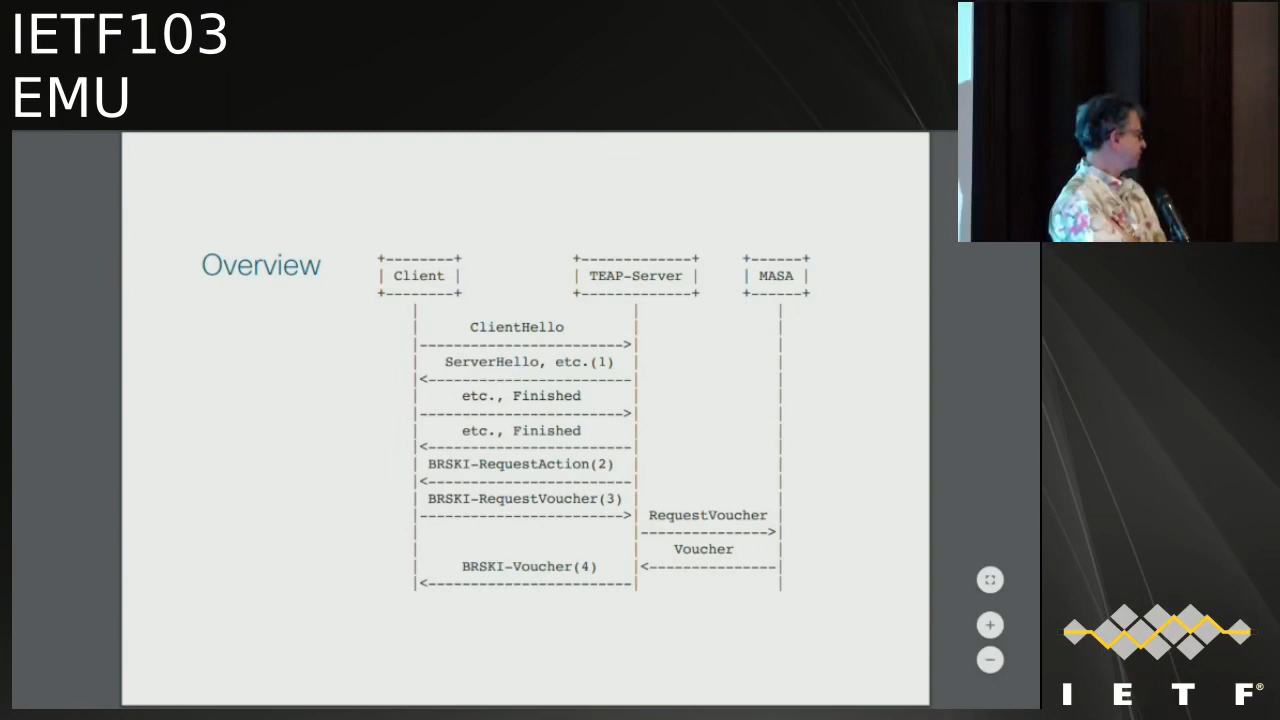 IETF103
EMU
Overview
+--------+ +-------------+ +------+
| Client | | TEAP-Server | | MASA |
+--------+ +-------------+ +------+
ClientHello
ServerHello, etc.(1)
etc., Finished
etc., Finished
BRSKI-RequestAction(2)
BRSKI-RequestVoucher(3)
RequestVoucher
Voucher
BRSKI-Voucher(4)
I E T F®